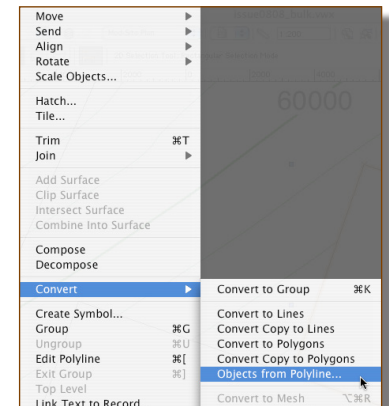 Move
Send
Align
Rotate
Scale Objects...
60000
Hatch...
Tile...
Trim ⌘T
Join
Add Surface
Clip Surface
Intersect Surface
Combine Into Surface
Compose
Decompose
Convert
Convert to Group ⌘K
Create Symbol...
Convert to Lines
Group ⌘G
Convert Copy to Lines
Ungroup ⌘U
Convert to Polygons
Edit Polyline ⌘[
Convert Copy to Polygons
Exit Group ⌘]
Objects from Polyline...
Top Level
Convert to Mesh ⌥⌘R
Link Text to Record